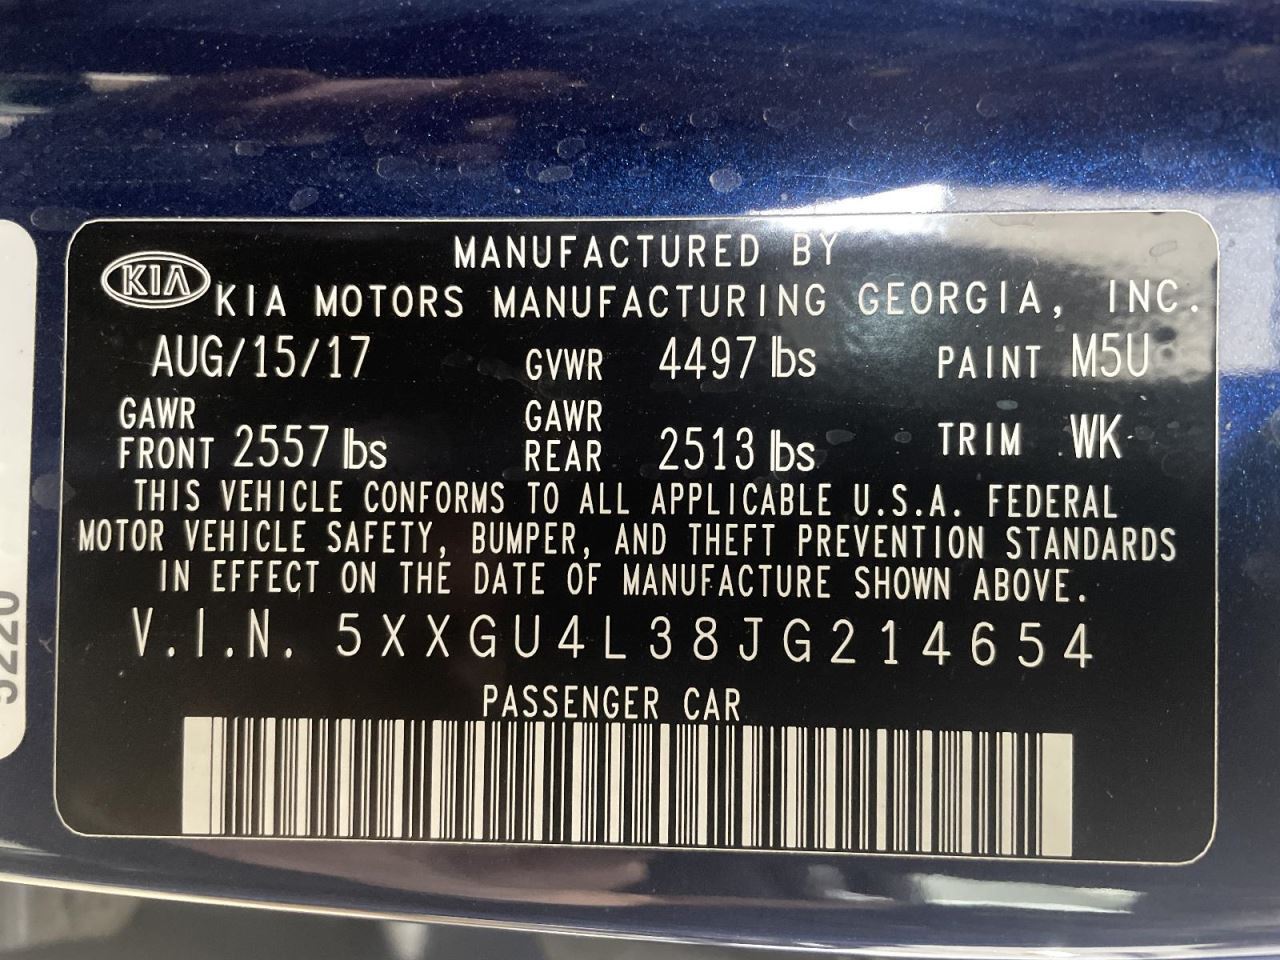 MANUFACTURED BY
KIA KIA MOTORS MANUFACTURING GEORGIA, INC.
AUG/15/17 GVWR 4497 lbs PAINT M5U
GAWR FRONT 2557 lbs GAWR REAR 2513 lbs TRIM WK
THIS VEHICLE CONFORMS TO ALL APPLICABLE U.S.A. FEDERAL
MOTOR VEHICLE SAFETY, BUMPER, AND THEFT PREVENTION STANDARDS
IN EFFECT ON THE DATE OF MANUFACTURE SHOWN ABOVE.
V.I.N. 5XXGU4L38JG214654
PASSENGER CAR
5220